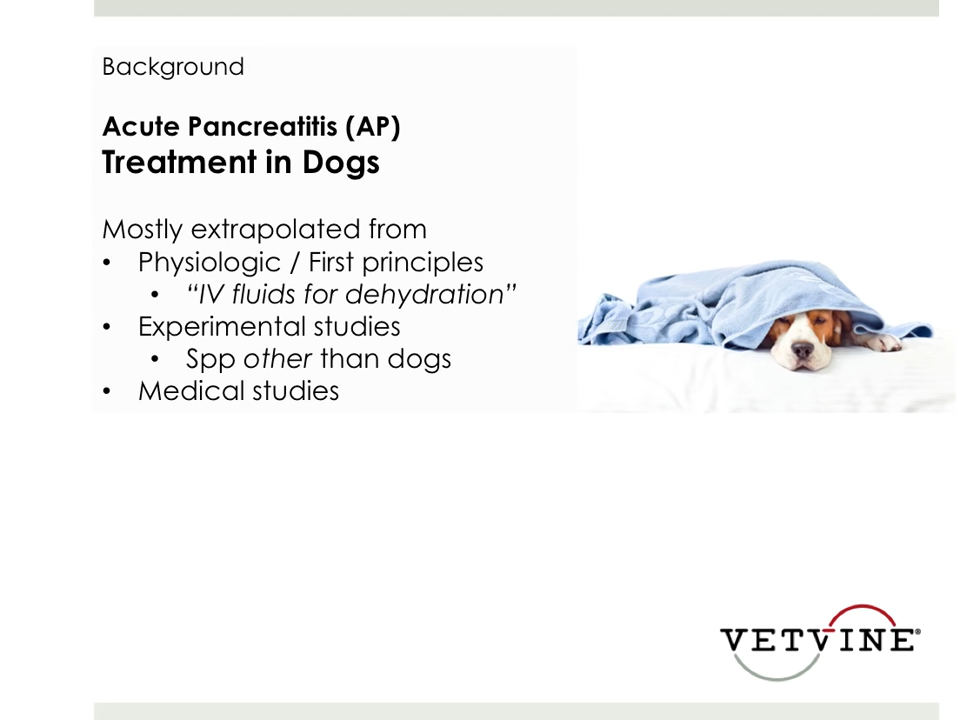 Background
Acute Pancreatitis (AP)
Treatment in Dogs
Mostly extrapolated from
• Physiologic / First principles
• “IV fluids for dehydration”
• Experimental studies
• Spp other than dogs
• Medical studies
VETVINE®